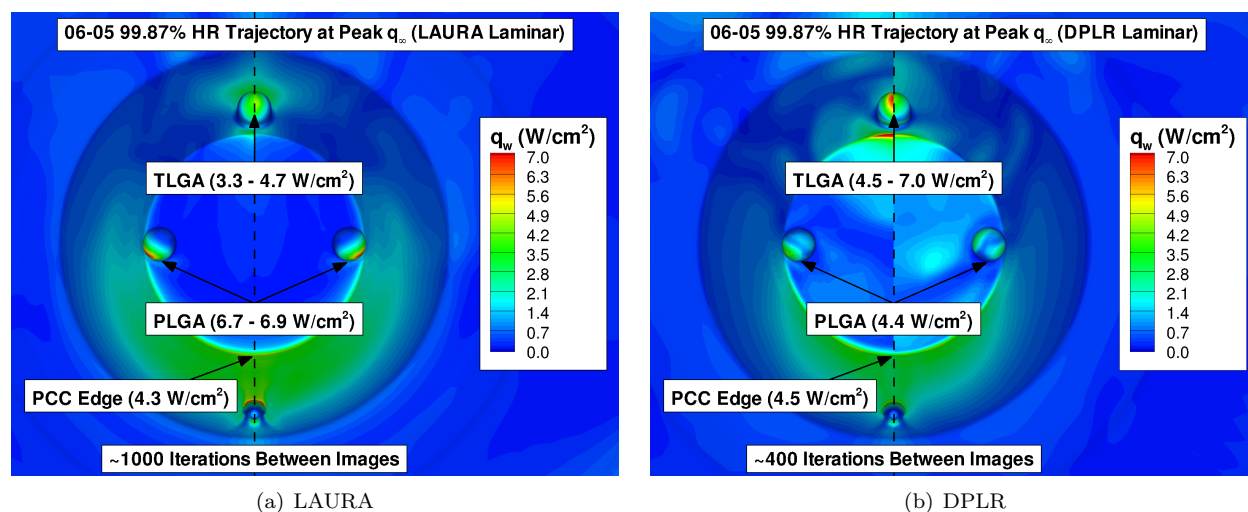 06-05 99.87% HR Trajectory at Peak q∞ (LAURA Laminar)
TLGA (3.3 - 4.7 W/cm²)
PLGA (6.7 - 6.9 W/cm²)
PCC Edge (4.3 W/cm²)
~1000 Iterations Between Images
qw (W/cm²)
7.0
6.3
5.6
4.9
4.2
3.5
2.8
2.1
1.4
0.7
0.0
(a) LAURA
06-05 99.87% HR Trajectory at Peak q∞ (DPLR Laminar)
TLGA (4.5 - 7.0 W/cm²)
PLGA (4.4 W/cm²)
PCC Edge (4.5 W/cm²)
~400 Iterations Between Images
qw (W/cm²)
7.0
6.3
5.6
4.9
4.2
3.5
2.8
2.1
1.4
0.7
0.0
(b) DPLR